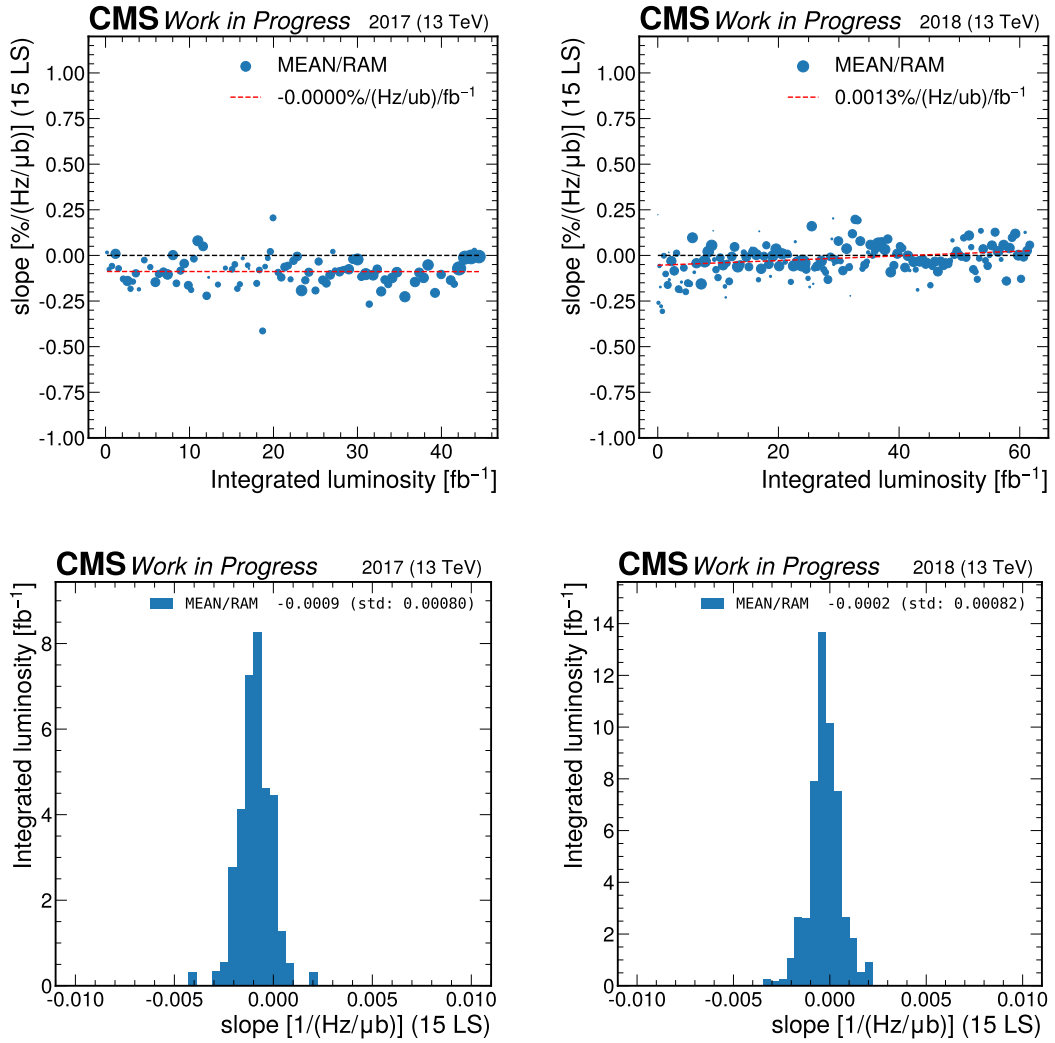 CMS Work in Progress 2017 (13 TeV)
slope [%/(Hz/μb)] (15 LS)
1.00
0.75
0.50
0.25
0.00
-0.25
-0.50
-0.75
-1.00
MEAN/RAM
-0.0000%/(Hz/ub)/fb⁻¹
0 10 20 30 40
Integrated luminosity [fb⁻¹]
CMS Work in Progress 2018 (13 TeV)
slope [%/(Hz/μb)] (15 LS)
1.00
0.75
0.50
0.25
0.00
-0.25
-0.50
-0.75
-1.00
MEAN/RAM
0.0013%/(Hz/ub)/fb⁻¹
0 20 40 60
Integrated luminosity [fb⁻¹]
CMS Work in Progress 2017 (13 TeV)
Integrated luminosity [fb⁻¹]
8
6
4
2
0
MEAN/RAM -0.0009 (std: 0.00080)
-0.010 -0.005 0.000 0.005 0.010
slope [1/(Hz/μb)] (15 LS)
CMS Work in Progress 2018 (13 TeV)
Integrated luminosity [fb⁻¹]
14
12
10
8
6
4
2
0
MEAN/RAM -0.0002 (std: 0.00082)
-0.010 -0.005 0.000 0.005 0.010
slope [1/(Hz/μb)] (15 LS)